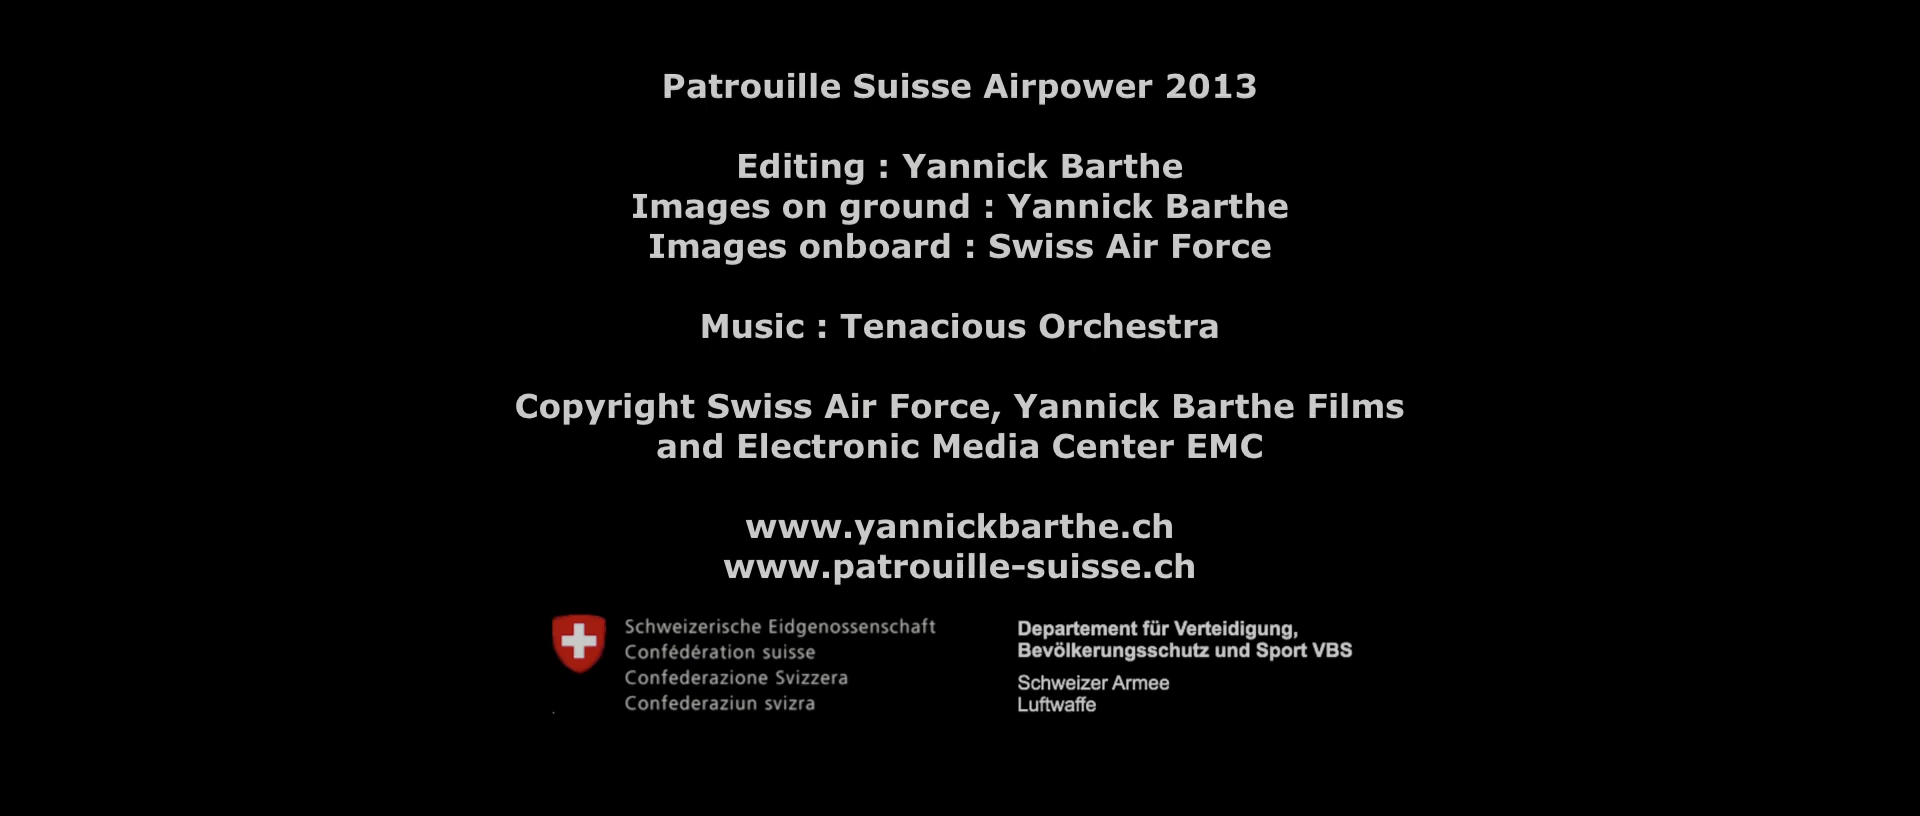 Patrouille Suisse Airpower 2013
Editing : Yannick Barthe
Images on ground : Yannick Barthe
Images onboard : Swiss Air Force
Music : Tenacious Orchestra
Copyright Swiss Air Force, Yannick Barthe Films
and Electronic Media Center EMC
www.yannickbarthe.ch
www.patrouille-suisse.ch
Schweizerische Eidgenossenschaft
Confédération suisse
Confederazione Svizzera
Confederaziun svizra
Departement für Verteidigung,
Bevölkerungsschutz und Sport VBS
Schweizer Armee
Luftwaffe